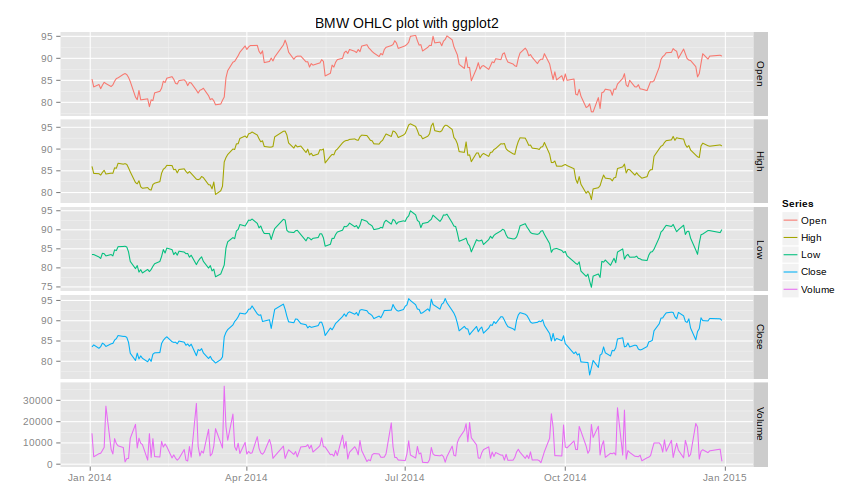 BMW OHLC plot with ggplot2
95
90
85
80
Open
95
90
85
80
High
95
90
85
80
75
Low
95
90
85
80
Close
30000
20000
10000
0
Volume
Jan 2014
Apr 2014
Jul 2014
Oct 2014
Jan 2015
Series
Open
High
Low
Close
Volume